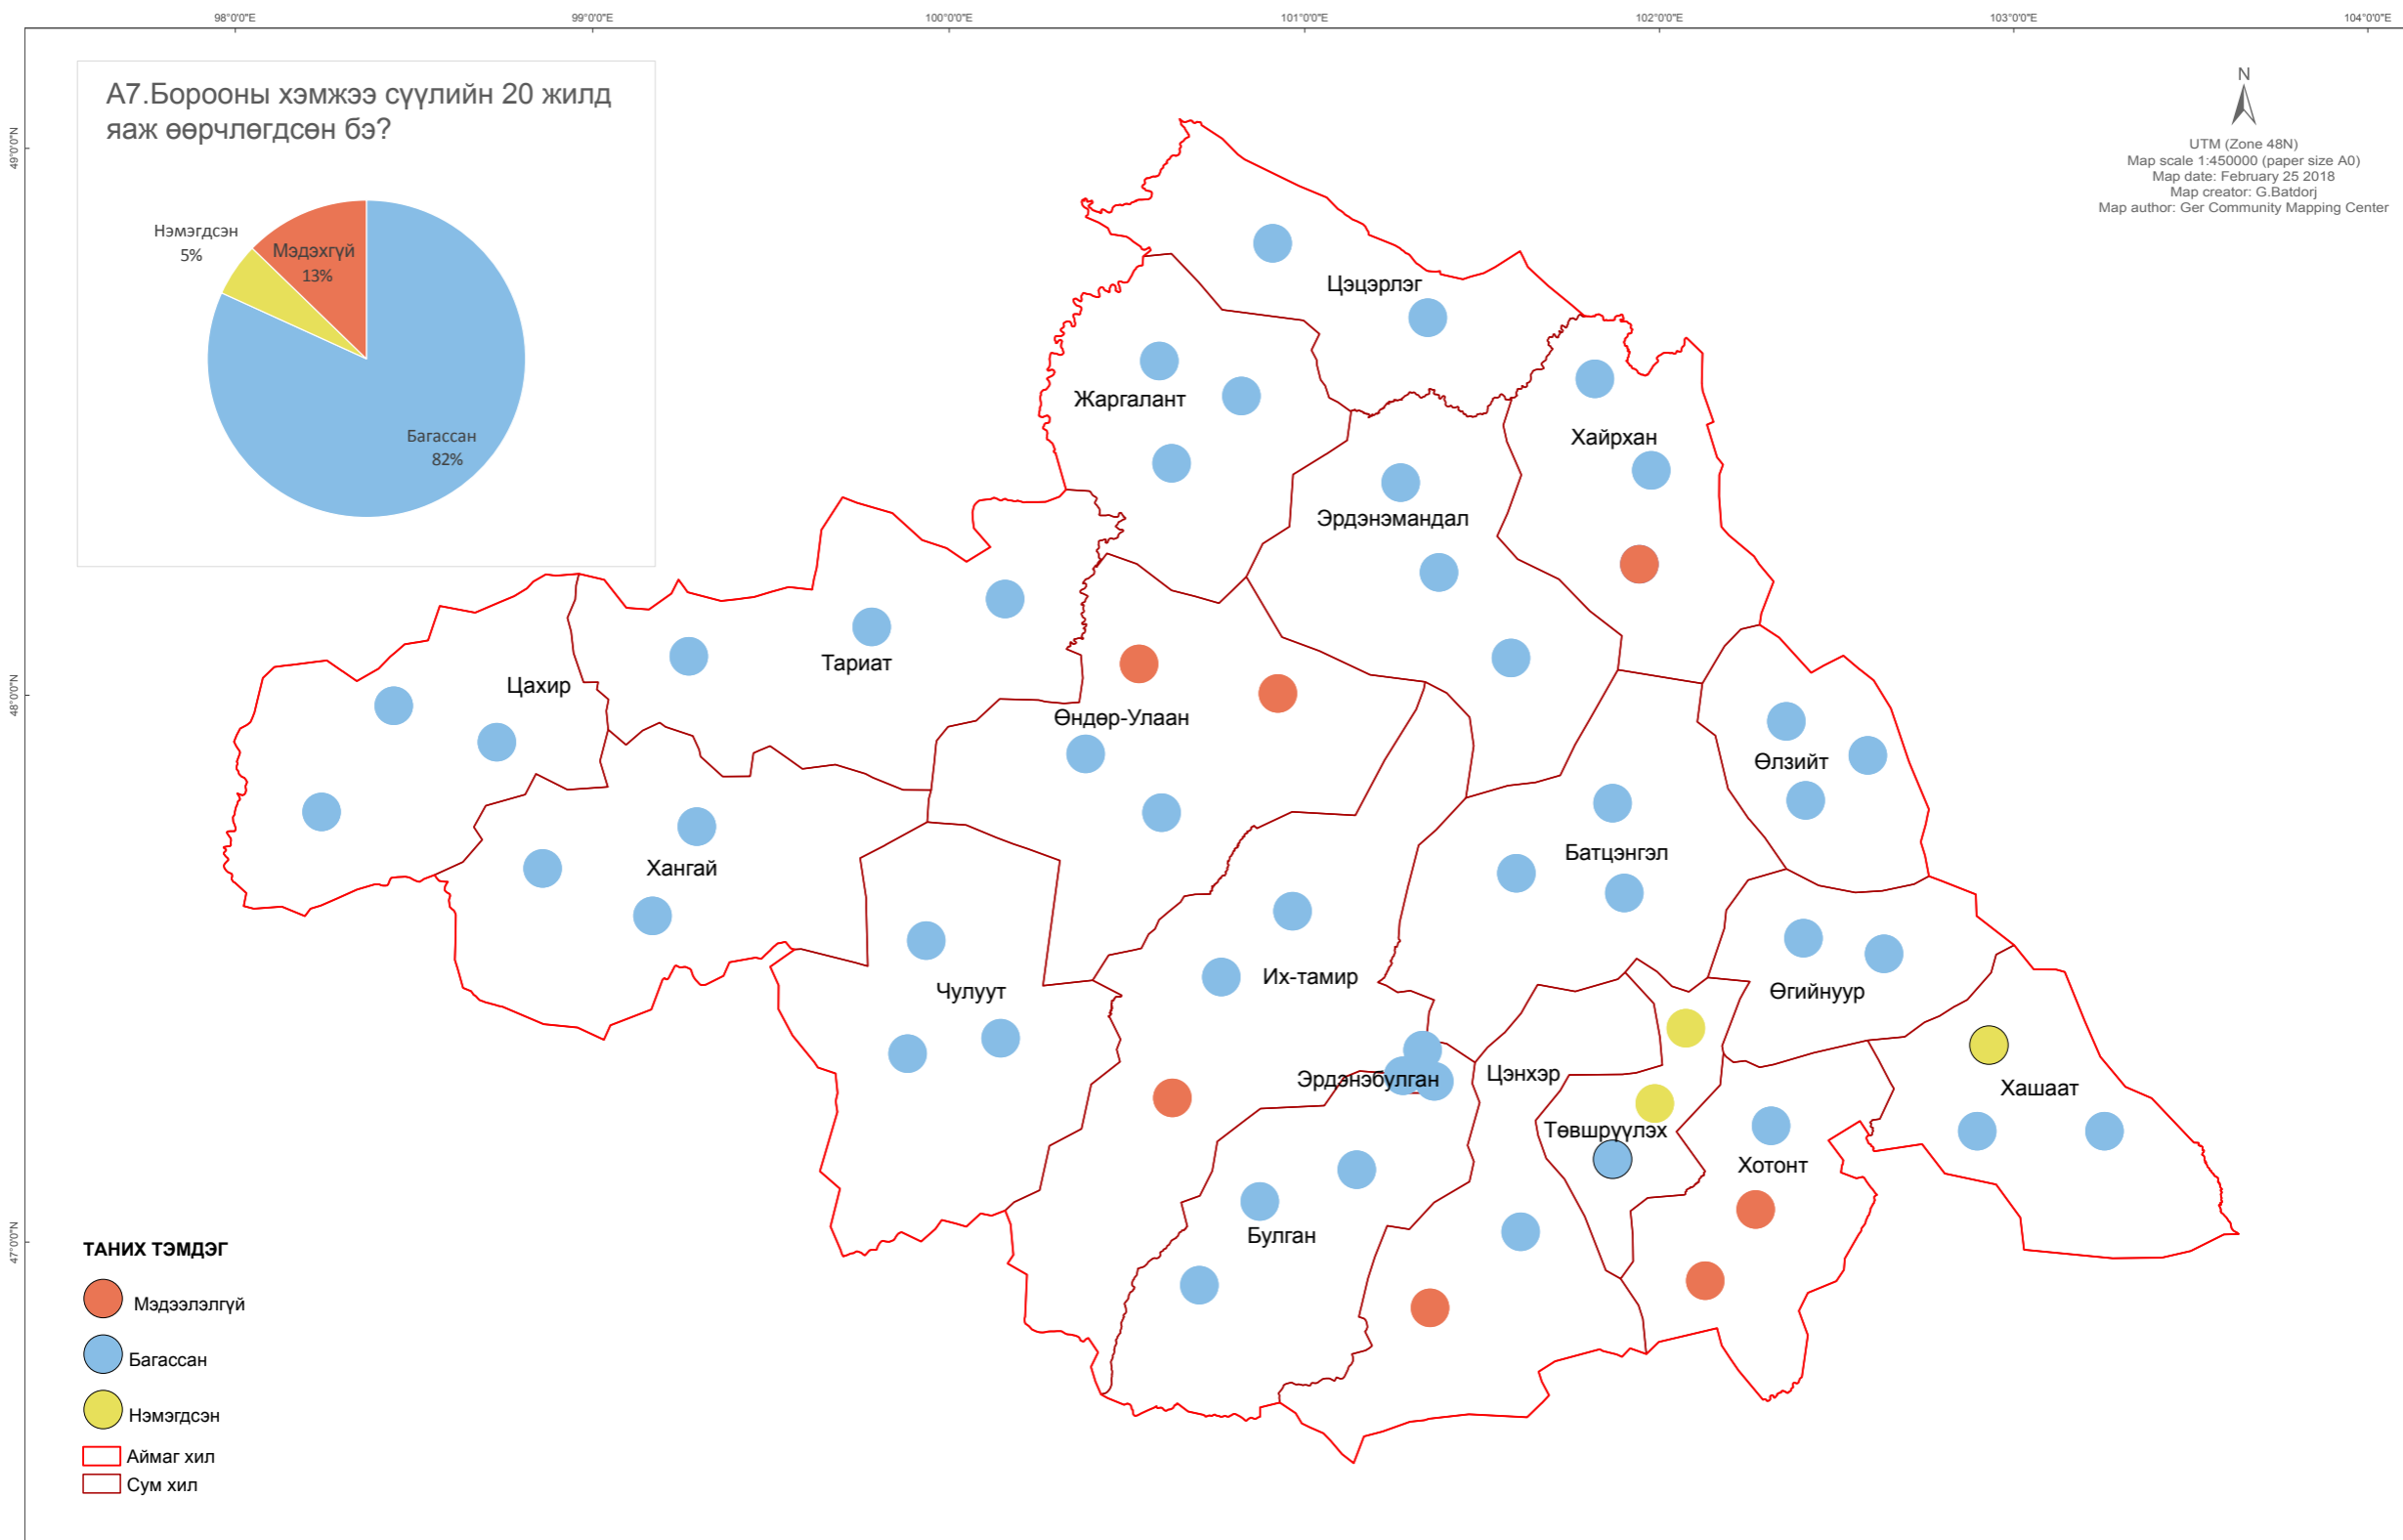 98°0'0"E
99°0'0"E
100°0'0"E
101°0'0"E
102°0'0"E
103°0'0"E
104°0'0"E
49°0'0"N
48°0'0"N
47°0'0"N
А7.Борооны хэмжээ сүүлийн 20 жилд
яаж өөрчлөгдсөн бэ?
Нэмэгдсэн
5%
Мэдэхгүй
13%
Багассан
82%
N
UTM (Zone 48N)
Map scale 1:450000 (paper size A0)
Map date: February 25 2018
Map creator: G.Batdorj
Map author: Ger Community Mapping Center
Цэцэрлэг
Жаргалант
Хайрхан
Эрдэнэмандал
Тариат
Цахир
Өндөр-Улаан
Өлзийт
Батцэнгэл
Хангай
Их-тамир
Чулуут
Өгийнуур
Эрдэнэбулган
Цэнхэр
Хашаат
Төвшрүүлэх
Хотонт
Булган
ТАНИХ ТЭМДЭГ
Мэдээлэлгүй
Багассан
Нэмэгдсэн
Аймаг хил
Сум хил